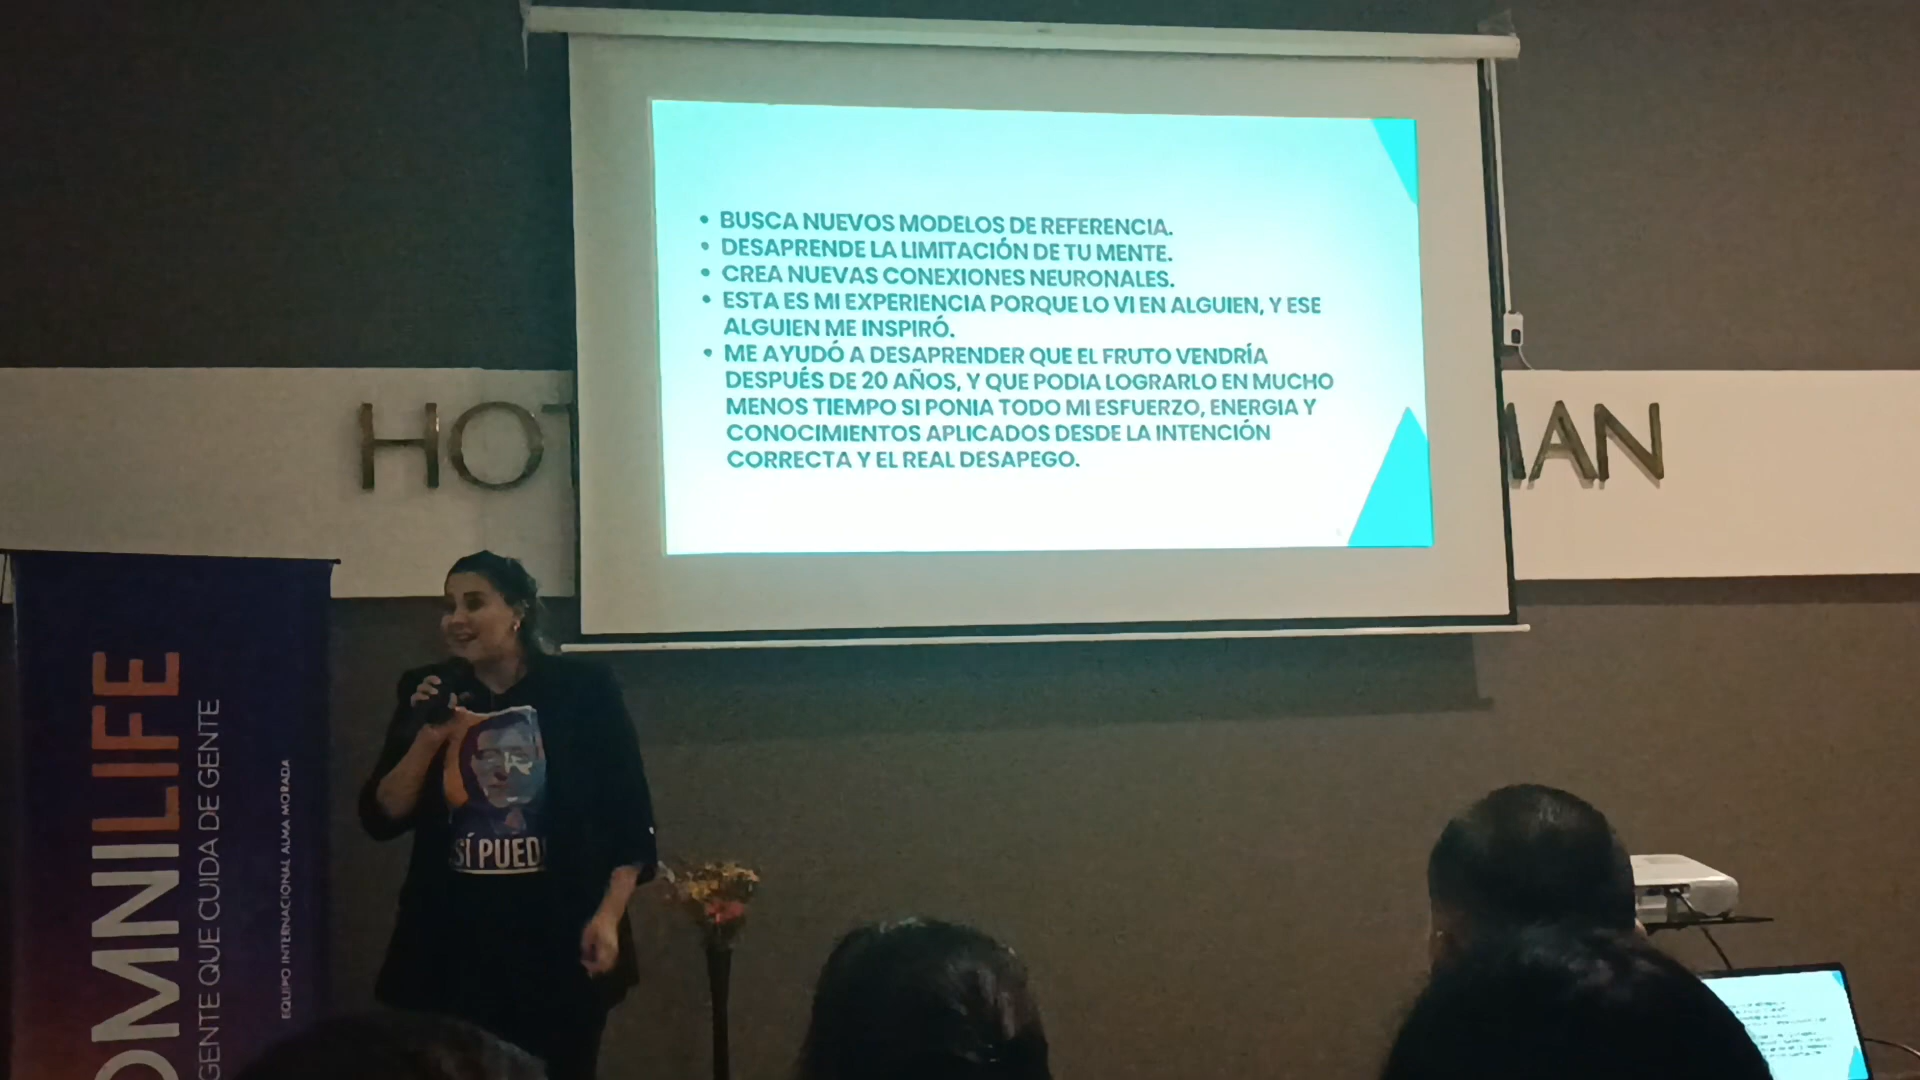 • BUSCA NUEVOS MODELOS DE REFERENCIA.
• DESAPRENDE LA LIMITACIÓN DE TU MENTE.
• CREA NUEVAS CONEXIONES NEURONALES.
• ESTA ES MI EXPERIENCIA PORQUE LO VI EN ALGUIEN, Y ESE
ALGUIEN ME INSPIRÓ.
• ME AYUDÓ A DESAPRENDER QUE EL FRUTO VENDRÍA
DESPUÉS DE 20 AÑOS, Y QUE PODIA LOGRARLO EN MUCHO
MENOS TIEMPO SI PONIA TODO MI ESFUERZO, ENERGIA Y
CONOCIMIENTOS APLICADOS DESDE LA INTENCIÓN
CORRECTA Y EL REAL DESAPEGO.
HOT
MAN
OMNILIFE
GENTE QUE CUIDA DE GENTE
EQUIPO INTERNACIONAL ALMA MORADA
SÍ PUED